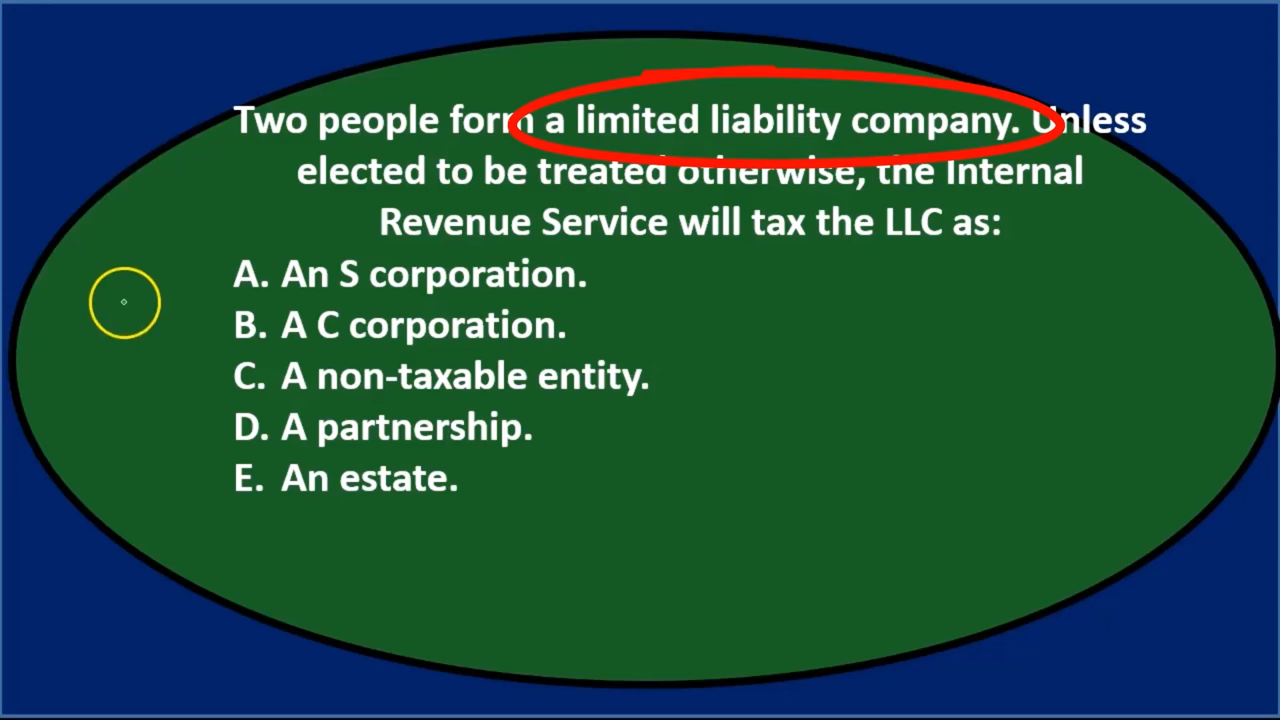 Two people form a limited liability company. Unless
elected to be treated otherwise, the Internal
Revenue Service will tax the LLC as:
A. An S corporation.
B. A C corporation.
C. A non-taxable entity.
D. A partnership.
E. An estate.